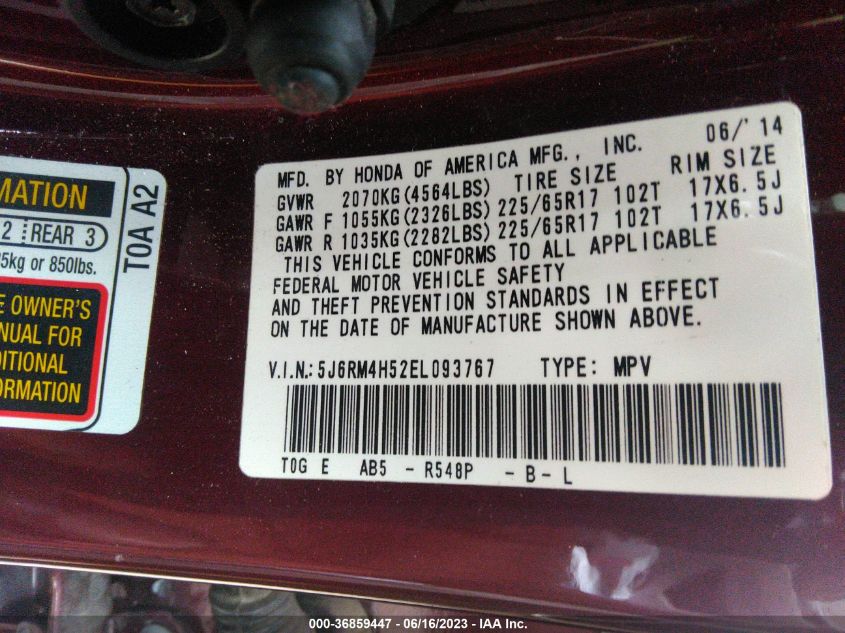 MATION
2 REAR 3
5kg or 850lbs.
E OWNER'S
NUAL FOR
DITIONAL
FORMATION
TOA A2
MFD. BY HONDA OF AMERICA MFG., INC. 06/'14
GVWR 2070KG(4564LBS) TIRE SIZE RIM SIZE
GAWR F 1055KG(2326LBS) 225/65R17 102T 17X6.5J
GAWR R 1035KG(2282LBS) 225/65R17 102T 17X6.5J
THIS VEHICLE CONFORMS TO ALL APPLICABLE
FEDERAL MOTOR VEHICLE SAFETY
AND THEFT PREVENTION STANDARDS IN EFFECT
ON THE DATE OF MANUFACTURE SHOWN ABOVE.
V.I.N.: 5J6RM4H52EL093767 TYPE: MPV
TOG E AB5 - R548P - B - L
000-36859447 - 06/16/2023 - IAA Inc.